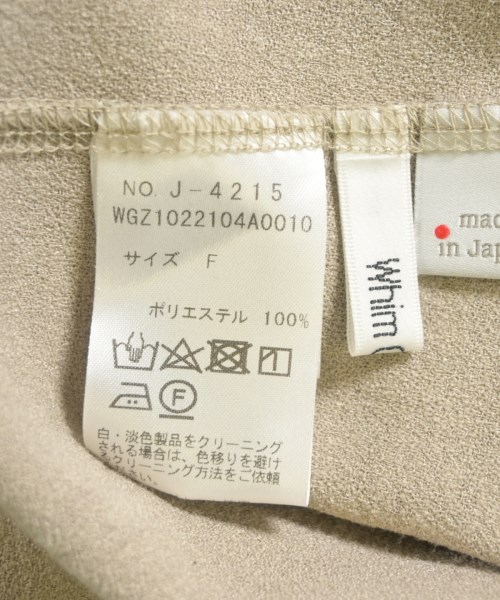 NO. J-4215
WGZ1022104A0010
サイズ F
ポリエステル 100%
F
白・淡色製品をクリーニング
される場合は、色移りを避け
るクリーニング方法をご依頼
Whim
made
in Jap